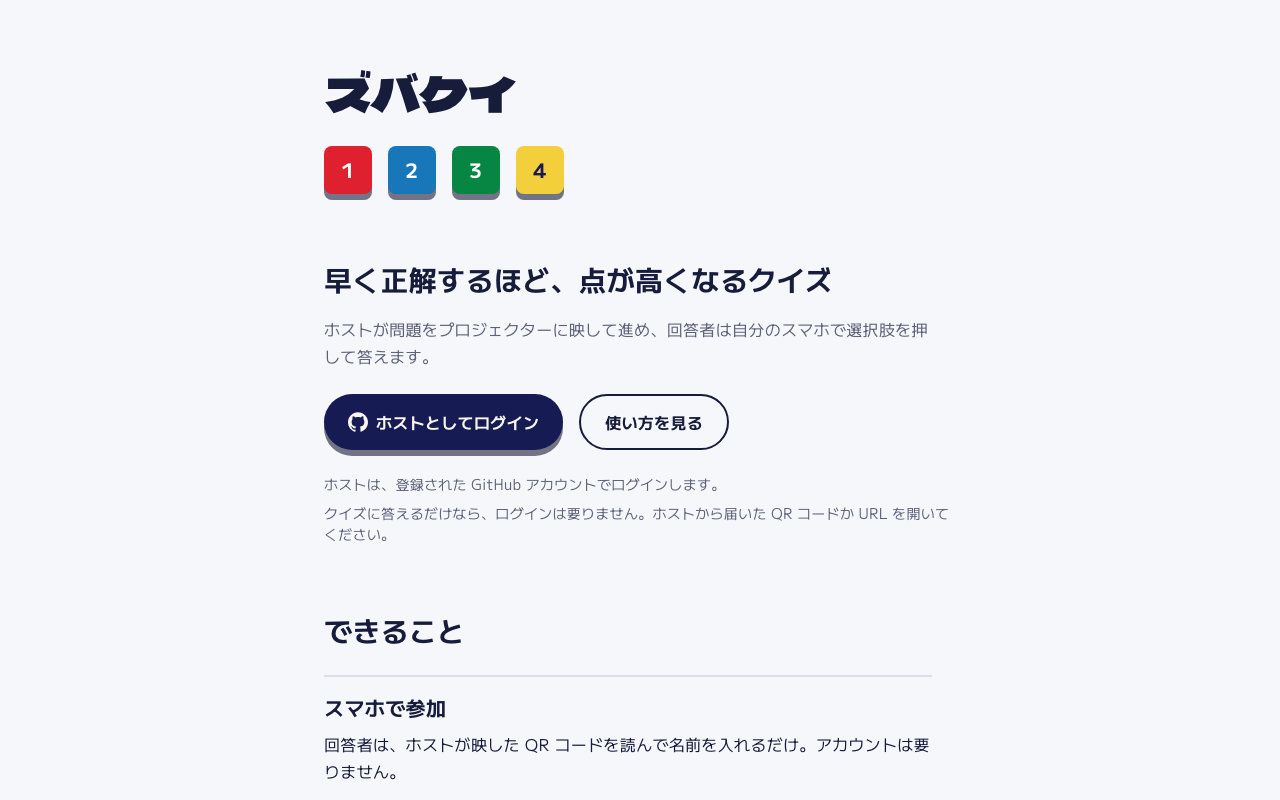 ズバクイ
1 2 3 4
早く正解するほど、点が高くなるクイズ
ホストが問題をプロジェクターに映して進め、回答者は自分のスマホで選択肢を押
して答えます。
ホストとしてログイン 使い方を見る
ホストは、登録された GitHub アカウントでログインします。
クイズに答えるだけなら、ログインは要りません。ホストから届いた QR コードか URL を開いて
ください。
できること
スマホで参加
回答者は、ホストが映した QR コードを読んで名前を入れるだけ。アカウントは要
りません。